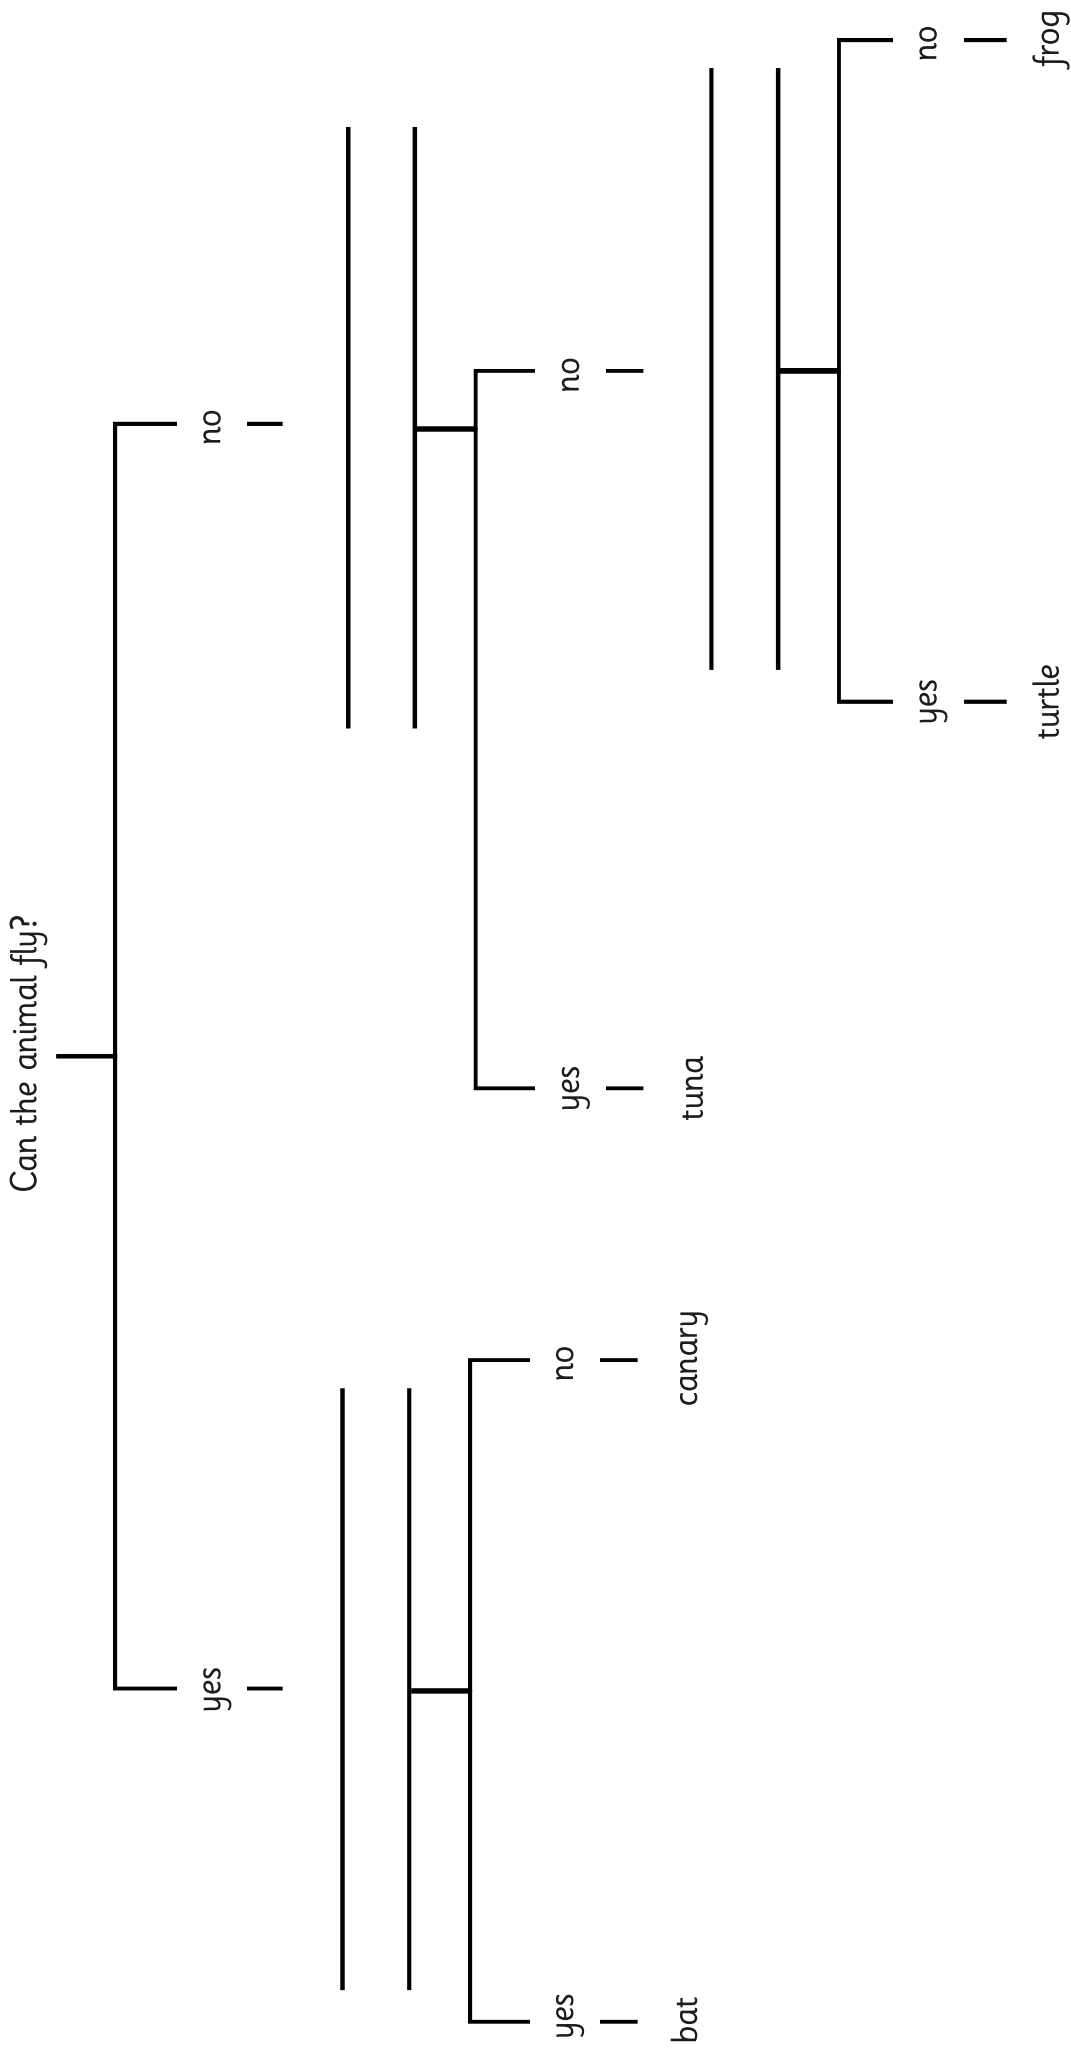 Can the animal fly?
yes
no
yes
no
yes
no
bat
canary
tuna
yes
no
turtle
frog